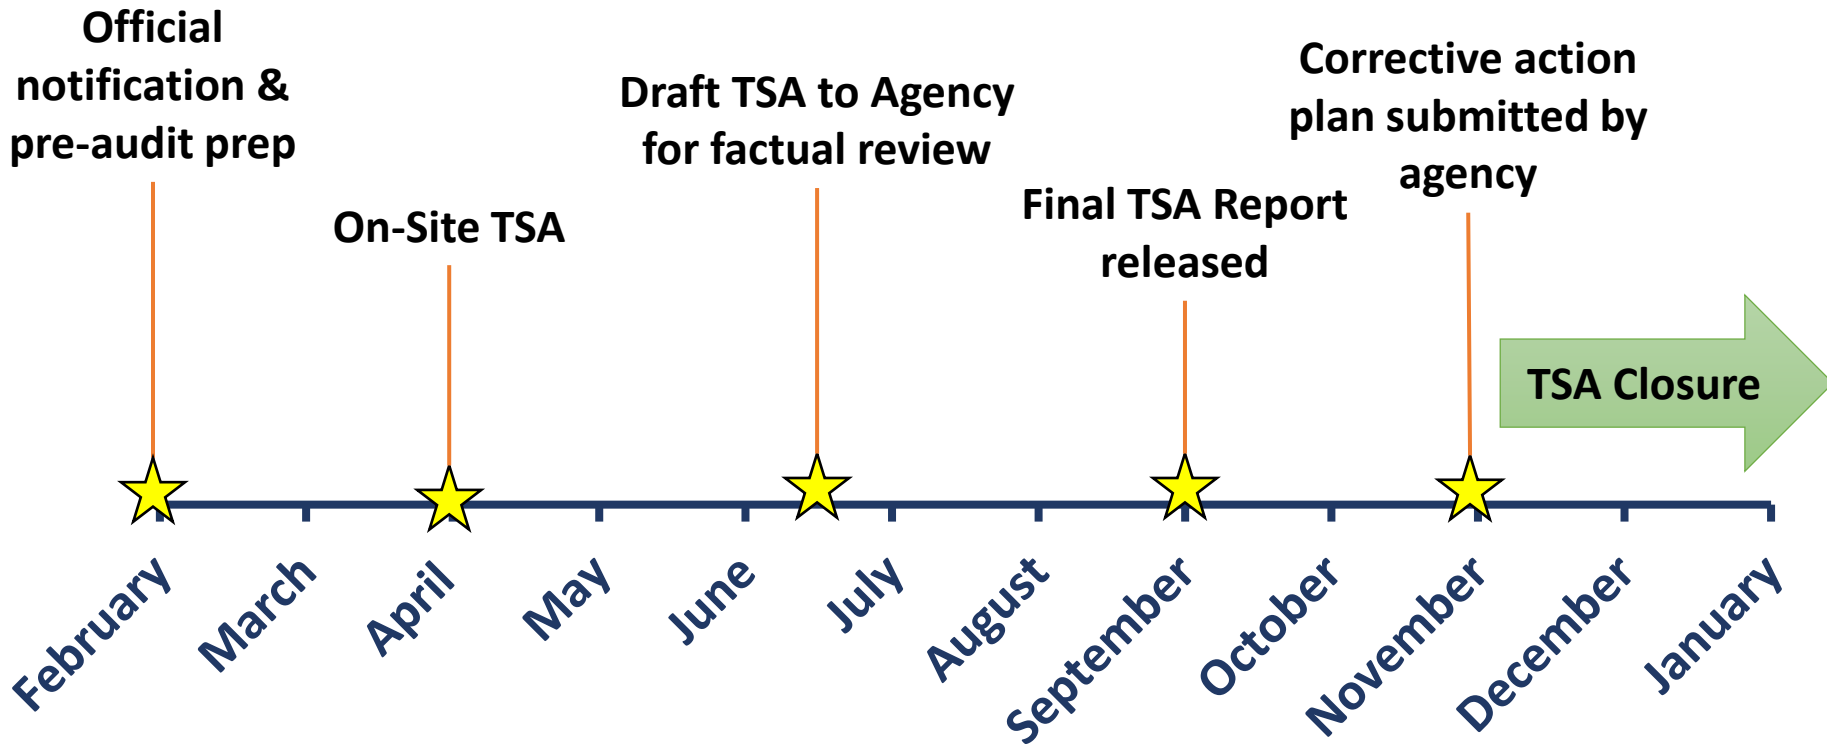 Official
notification &
pre-audit prep
On-Site TSA
Draft TSA to Agency
for factual review
Final TSA Report
released
Corrective action
plan submitted by
agency
TSA Closure
February
March
April
May
June
July
August
September
October
November
December
January